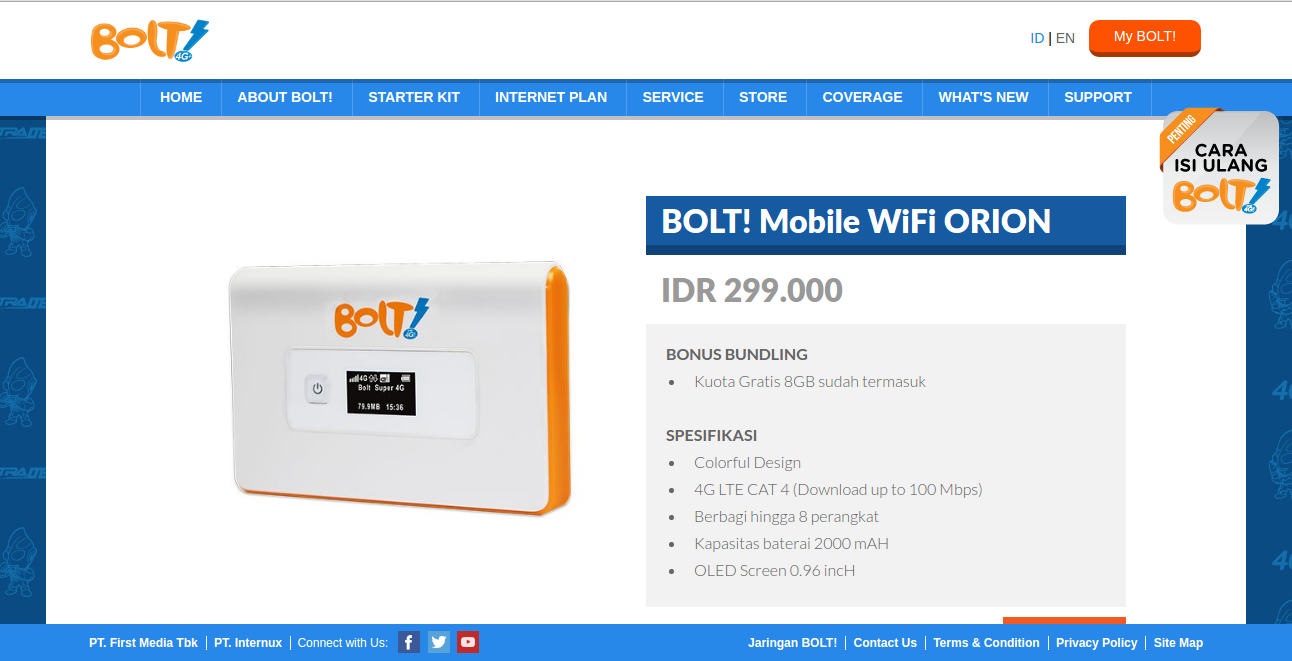 BOLT!
4G
ID | EN
My BOLT!
HOME
ABOUT BOLT!
STARTER KIT
INTERNET PLAN
SERVICE
STORE
COVERAGE
WHAT'S NEW
SUPPORT
PENTING
CARA
ISI ULANG
BOLT!
4G
BOLT! Mobile WiFi ORION
IDR 299.000
BOLT!
4G
4G
Bolt Super 4G
79.9MB 15:36
BONUS BUNDLING
• Kuota Gratis 8GB sudah termasuk
SPESIFIKASI
• Colorful Design
• 4G LTE CAT 4 (Download up to 100 Mbps)
• Berbagi hingga 8 perangkat
• Kapasitas baterai 2000 mAH
• OLED Screen 0.96 incH
PT. First Media Tbk | PT. Internux | Connect with Us:
Jaringan BOLT! | Contact Us | Terms & Condition | Privacy Policy | Site Map